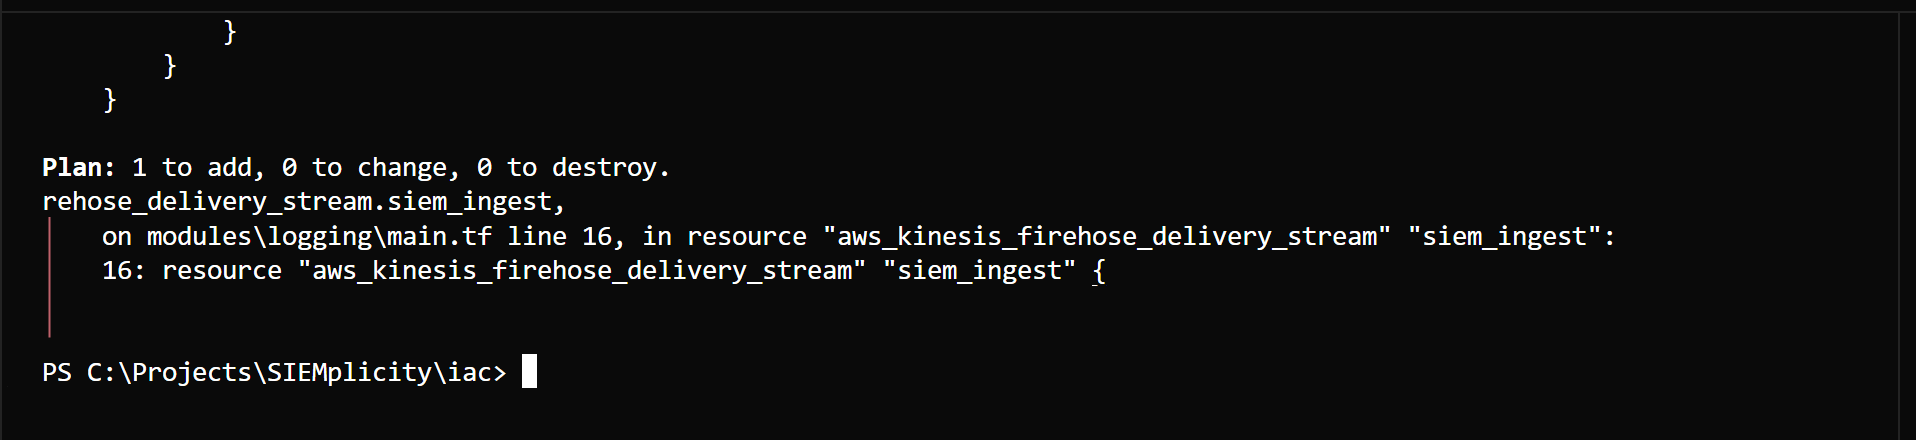 }
}
}
Plan: 1 to add, 0 to change, 0 to destroy.
rehose_delivery_stream.siem_ingest,
on modules\logging\main.tf line 16, in resource "aws_kinesis_firehose_delivery_stream" "siem_ingest":
16: resource "aws_kinesis_firehose_delivery_stream" "siem_ingest" {
PS C:\Projects\SIEMplicity\iac>